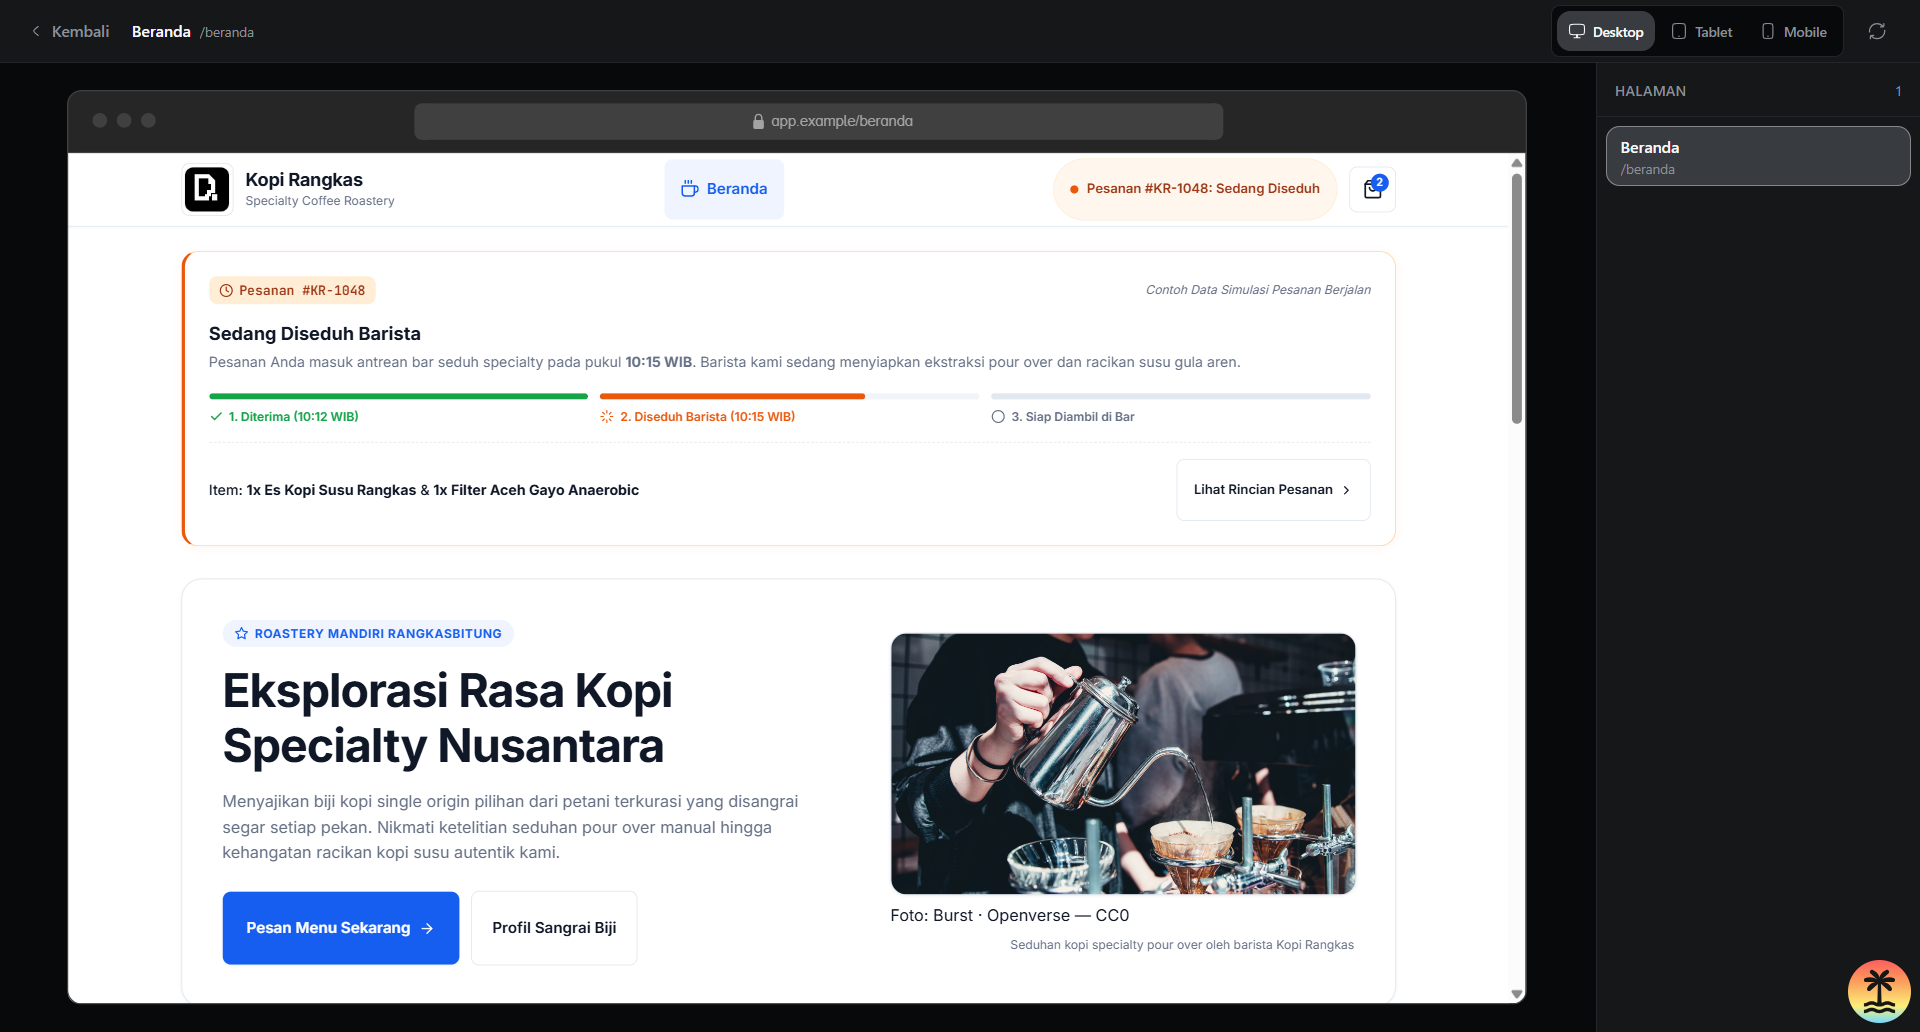 Kembali
Beranda /beranda
Desktop
Tablet
Mobile
HALAMAN
1
Beranda
/beranda
app.example/beranda
Kopi Rangkas
Specialty Coffee Roastery
Beranda
Pesanan #KR-1048: Sedang Diseduh
2
Pesanan #KR-1048
Contoh Data Simulasi Pesanan Berjalan
Sedang Diseduh Barista
Pesanan Anda masuk antrean bar seduh specialty pada pukul 10:15 WIB. Barista kami sedang menyiapkan ekstraksi pour over dan racikan susu gula aren.
1. Diterima (10:12 WIB)
2. Diseduh Barista (10:15 WIB)
3. Siap Diambil di Bar
Item: 1x Es Kopi Susu Rangkas & 1x Filter Aceh Gayo Anaerobic
Lihat Rincian Pesanan
ROASTERY MANDIRI RANGKASBITUNG
Eksplorasi Rasa Kopi
Specialty Nusantara
Menyajikan biji kopi single origin pilihan dari petani terkurasi yang disangrai
segar setiap pekan. Nikmati ketelitian seduhan pour over manual hingga
kehangatan racikan kopi susu autentik kami.
Pesan Menu Sekarang
Profil Sangrai Biji
Foto: Burst · Openverse — CC0
Seduhan kopi specialty pour over oleh barista Kopi Rangkas